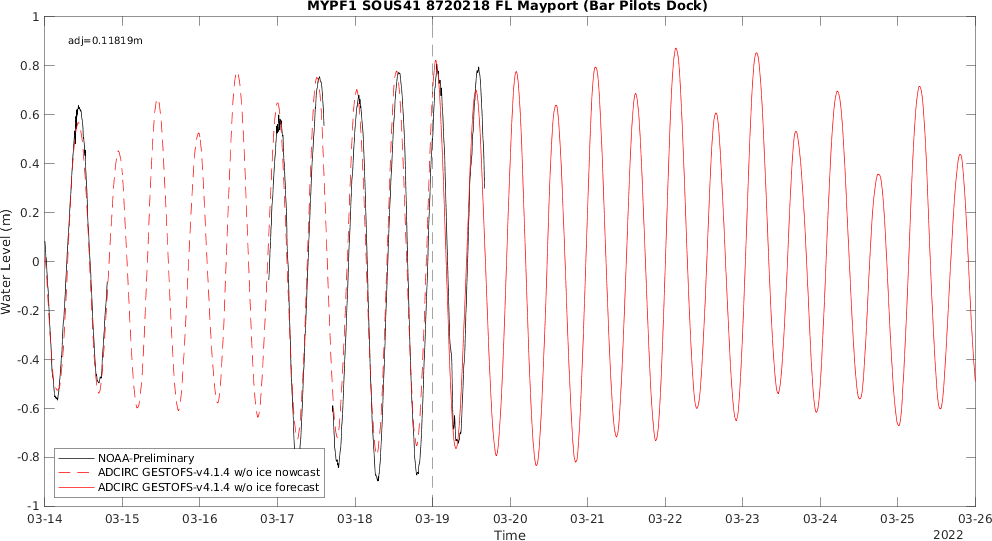 MYPF1 SOUS41 8720218 FL Mayport (Bar Pilots Dock)
adj=0.11819m
1
0.8
0.6
0.4
0.2
0
-0.2
-0.4
-0.6
-0.8
-1
Water Level (m)
NOAA-Preliminary
ADCIRC GESTOFS-v4.1.4 w/o ice nowcast
ADCIRC GESTOFS-v4.1.4 w/o ice forecast
03-14 03-15 03-16 03-17 03-18 03-19 03-20 03-21 03-22 03-23 03-24 03-25 03-26
Time
2022